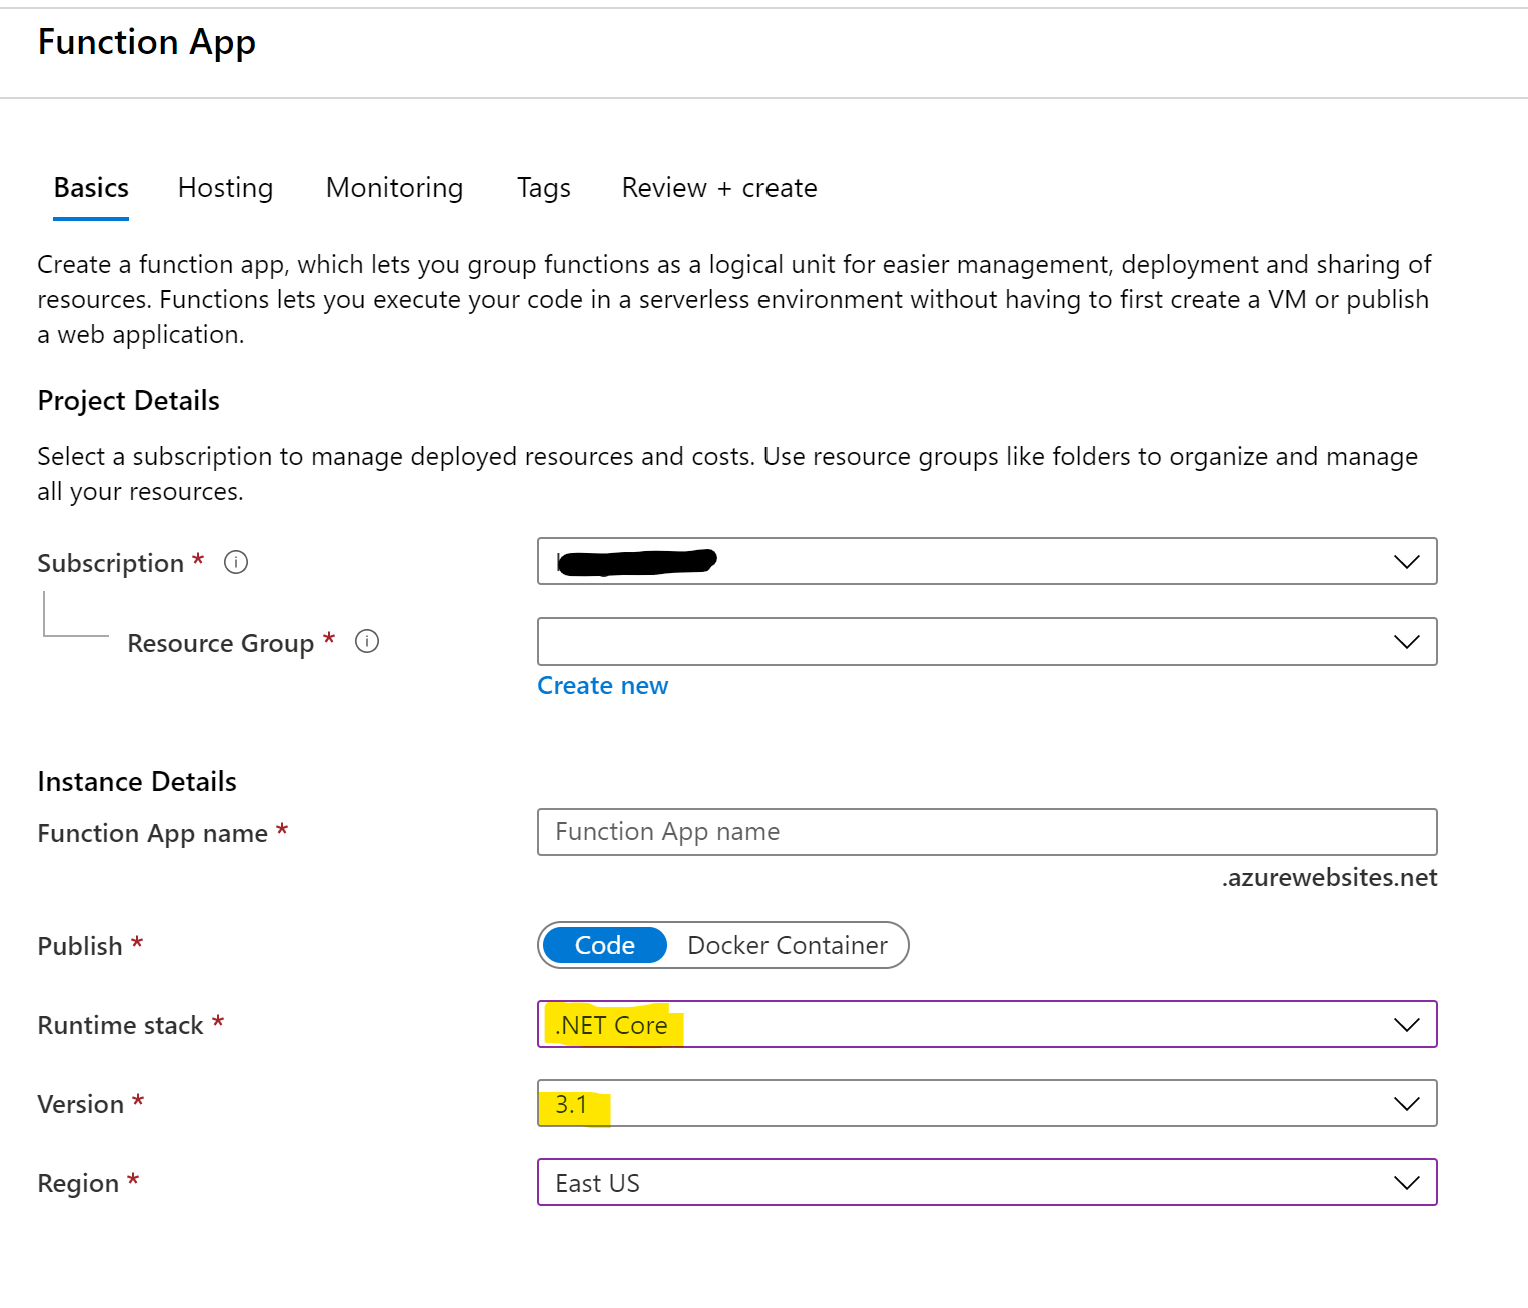 Function App
Basics Hosting Monitoring Tags Review + create
Create a function app, which lets you group functions as a logical unit for easier management, deployment and sharing of
resources. Functions lets you execute your code in a serverless environment without having to first create a VM or publish
a web application.
Project Details
Select a subscription to manage deployed resources and costs. Use resource groups like folders to organize and manage
all your resources.
Subscription *
Resource Group *
Create new
Instance Details
Function App name * Function App name
.azurewebsites.net
Publish * Code Docker Container
Runtime stack * .NET Core
Version * 3.1
Region * East US